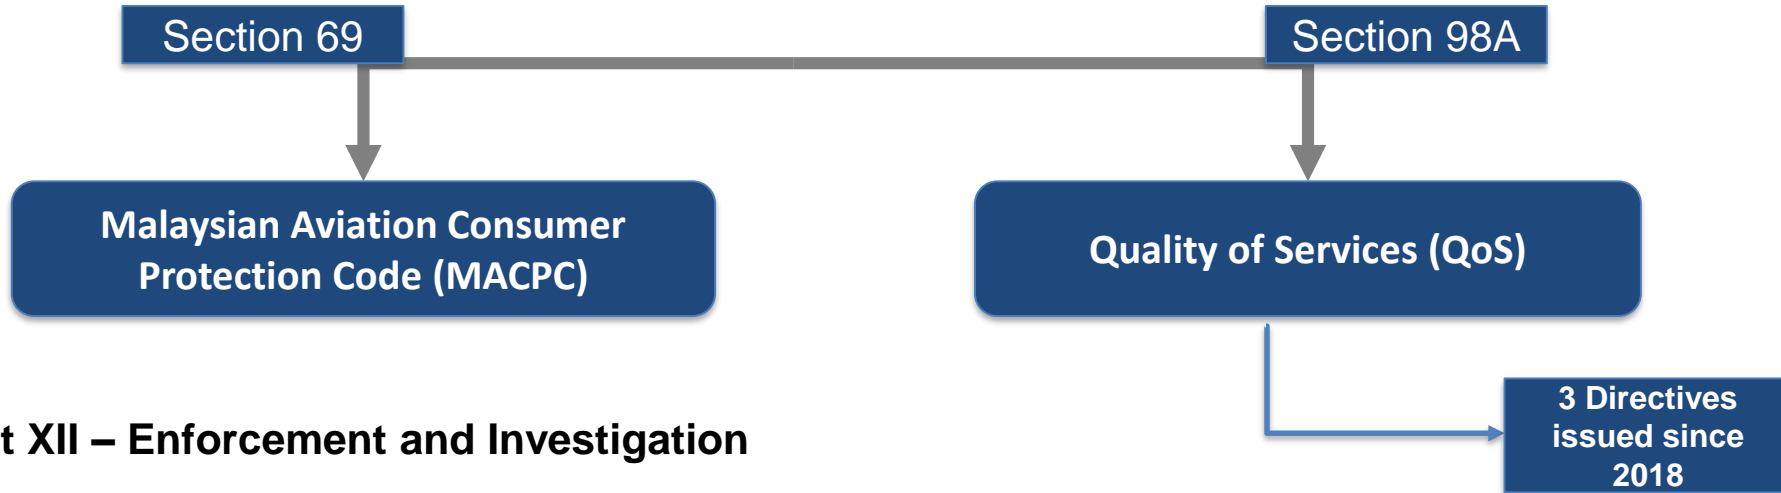 Section 69
Section 98A
Malaysian Aviation Consumer
Protection Code (MACPC)
Quality of Services (QoS)
3 Directives
issued since
2018
t XII – Enforcement and Investigation